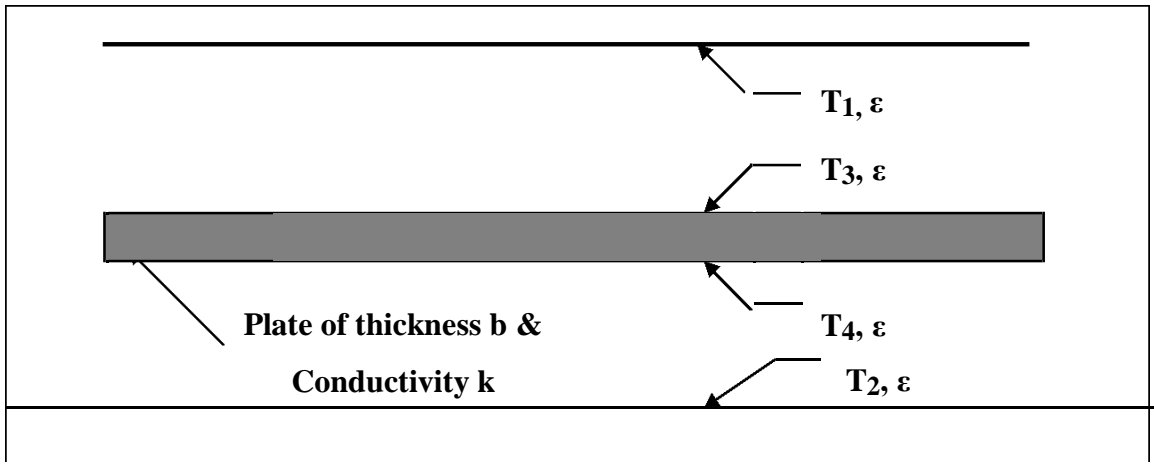 T1, ε
T3, ε
Plate of thickness b &
T4, ε
Conductivity k
T2, ε